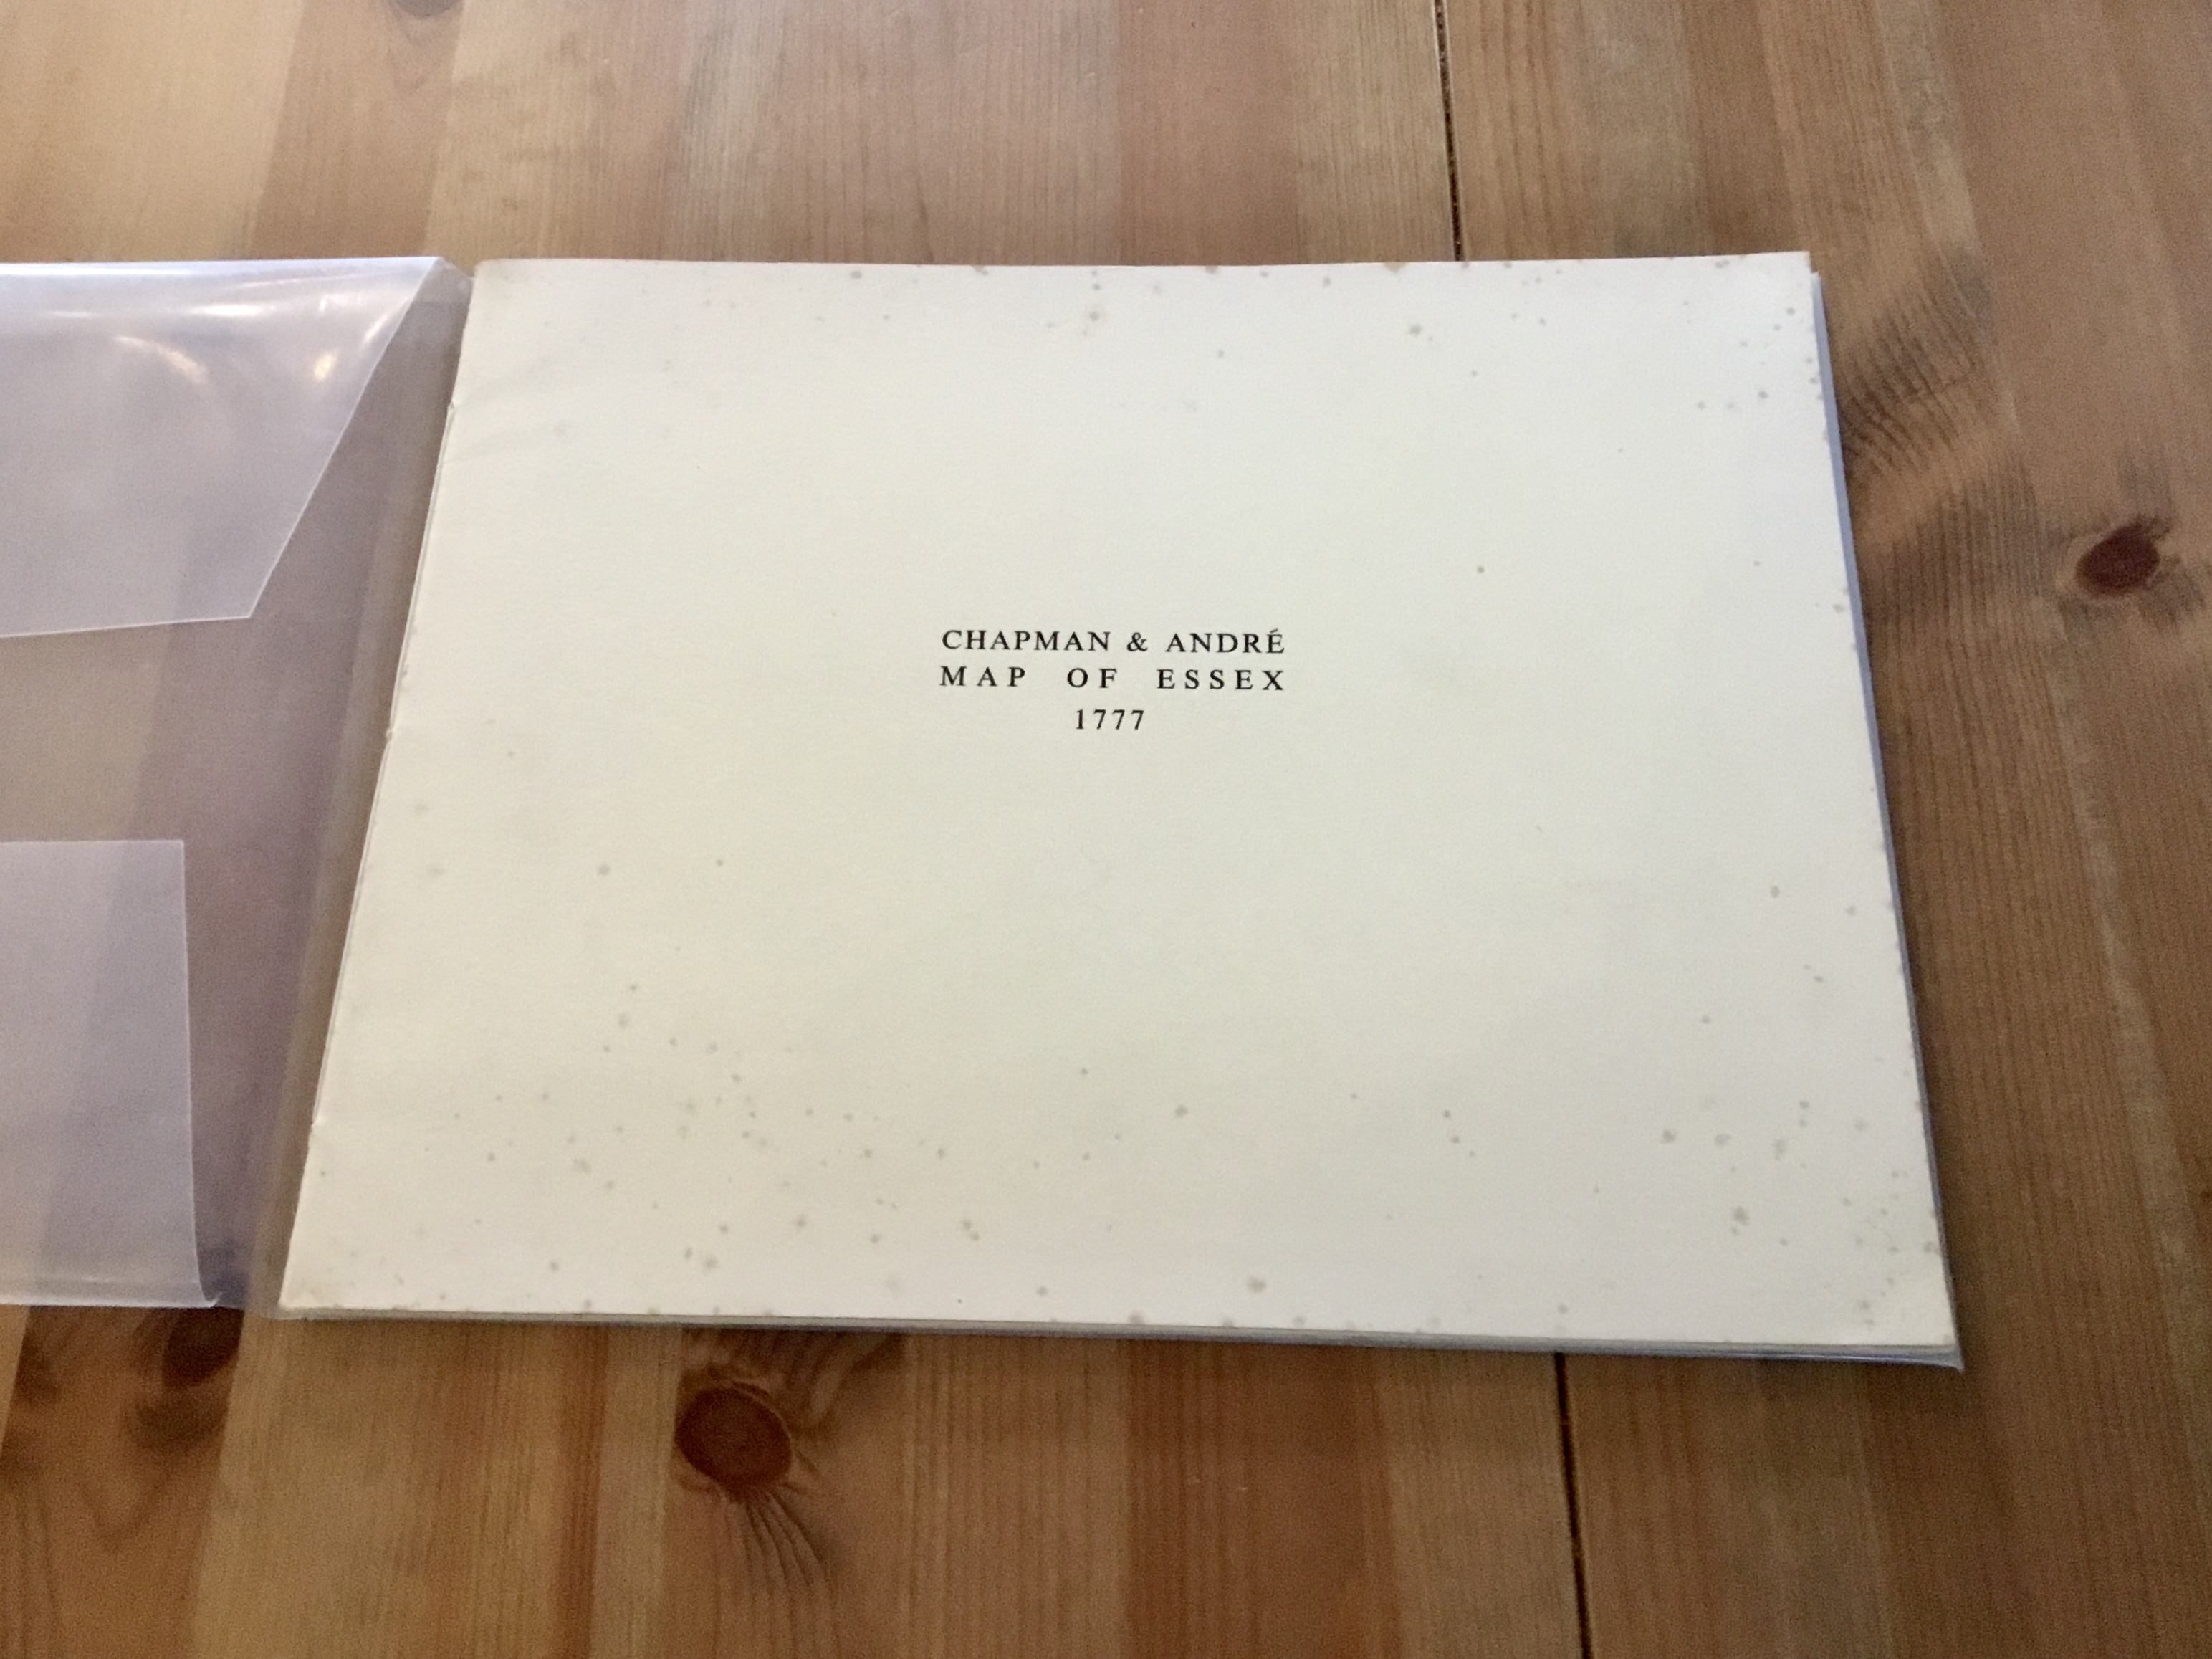 CHAPMAN & ANDRÉ
MAP OF ESSEX
1777